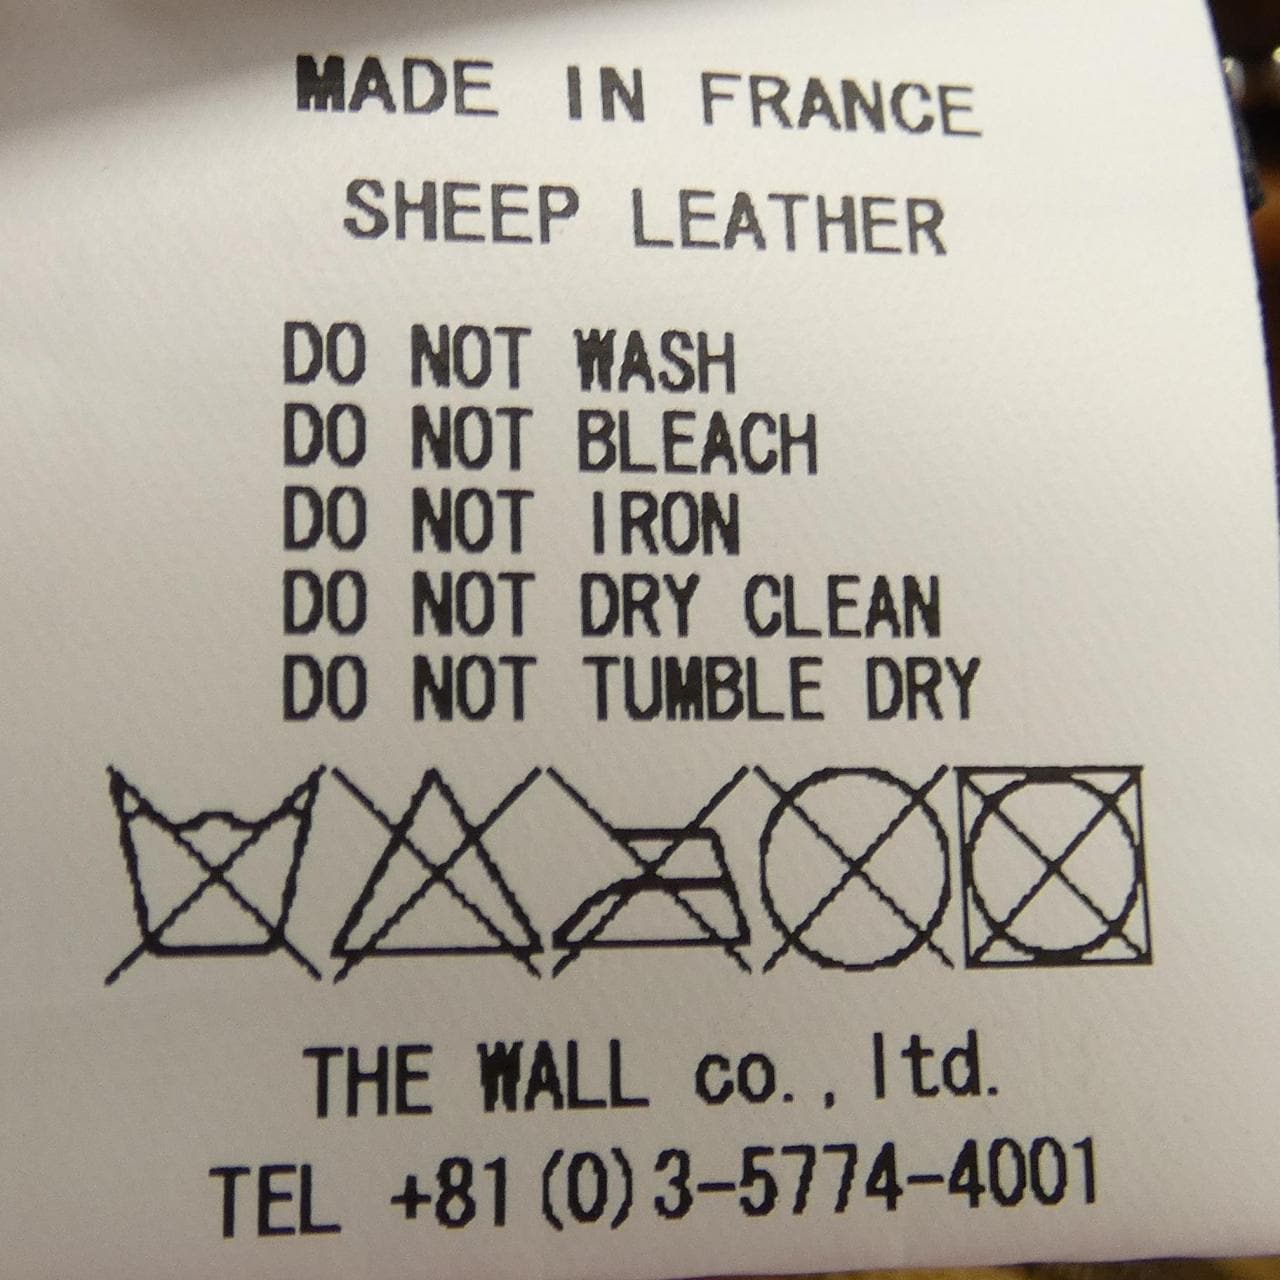 MADE IN FRANCE
SHEEP LEATHER
DO NOT WASH
DO NOT BLEACH
DO NOT IRON
DO NOT DRY CLEAN
DO NOT TUMBLE DRY
THE WALL co., ltd.
TEL +81(0)3-5774-4001